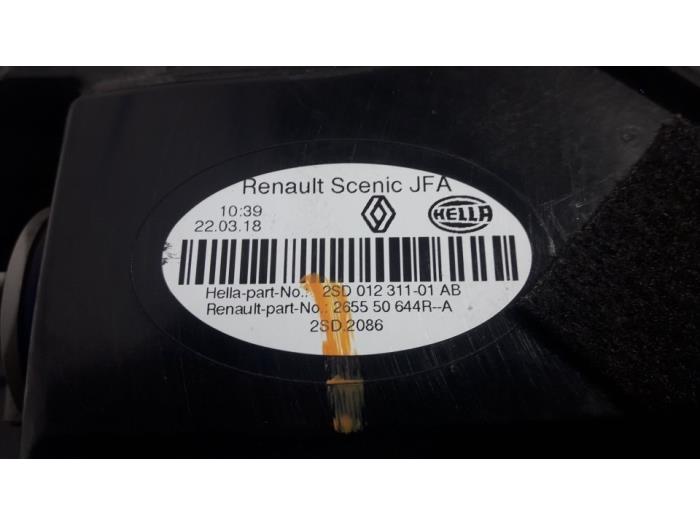 Renault Scenic JFA
10:39
22.03.18
HELLA
Hella-part-No.: 2SD 012 311-01 AB
Renault-part-No.: 2655 50 644R--A
2SD.2086